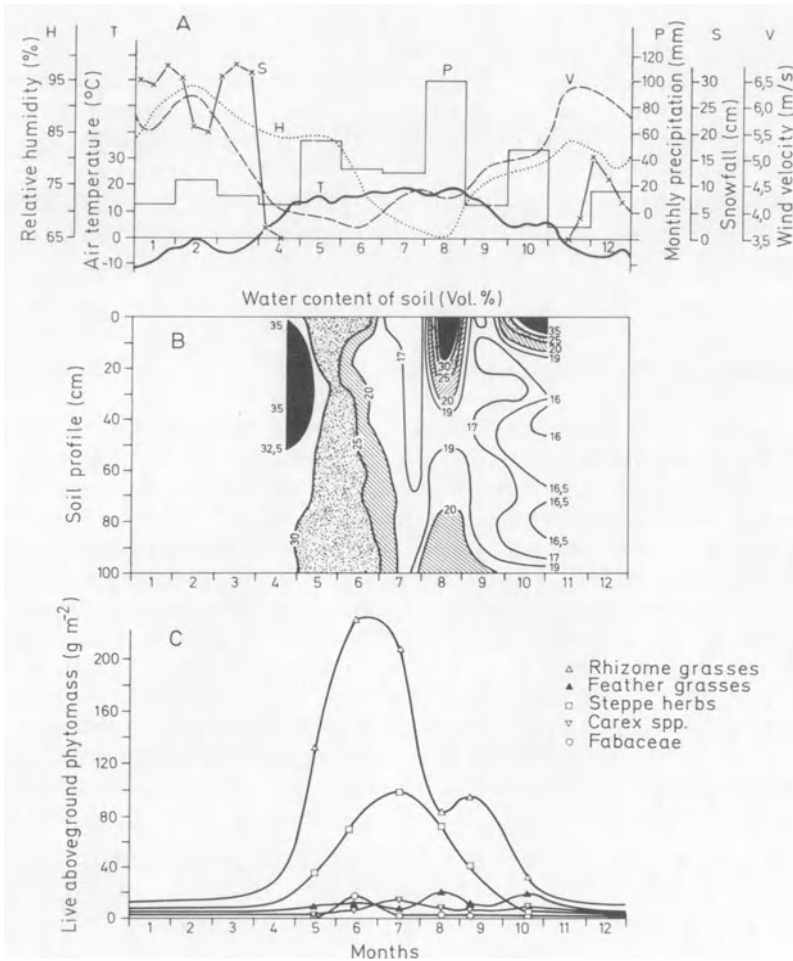 H T A P S V
Relative humidity (%)
95
85
75
65
Air temperature (°C)
30
20
10
0
-10
S
H
T
P
V
1 2 3 4 5 6 7 8 9 10 11 12
Monthly precipitation (mm)
120
100
80
60
40
20
0
Snowfall (cm)
30
20
10
5
0
Wind velocity (m/s)
6,5
6,0
5,5
5,0
4,5
4,0
3,5
Water content of soil (Vol.%)
B
Soil profile (cm)
0
20
40
60
80
100
35
35
32,5
30
25
20
17
30
25
20
19
19
20
17
35
25
20
19
16
16
16,5
16,5
16,5
17
19
1 2 3 4 5 6 7 8 9 10 11 12
C
Live aboveground phytomass (g m⁻²)
200
160
120
80
40
0
Rhizome grasses
Feather grasses
Steppe herbs
Carex spp.
Fabaceae
1 2 3 4 5 6 7 8 9 10 11 12
Months